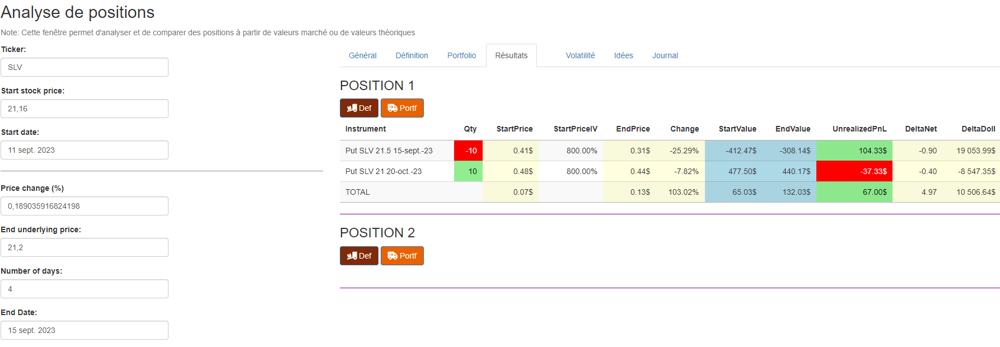 Analyse de positions
Note: Cette fenêtre permet d'analyser et de comparer des positions à partir de valeurs marché ou de valeurs théoriques
Ticker:
SLV
Start stock price:
21,16
Start date:
11 sept. 2023
Price change (%)
0,189035916824198
End underlying price:
21,2
Number of days:
4
End Date:
15 sept. 2023
Général Définition Portfolio Résultats Volatilité Idées Journal
POSITION 1
Def Portf
Instrument Qty StartPrice StartPriceIV EndPrice Change StartValue EndValue UnrealizedPnL DeltaNet DeltaDoll
Put SLV 21.5 15-sept.-23 -10 0.41$ 800.00% 0.31$ -25.29% -412.47$ -308.14$ 104.33$ -0.90 19 053.99$
Put SLV 21 20-oct.-23 10 0.48$ 800.00% 0.44$ -7.82% 477.50$ 440.17$ -37.33$ -0.40 -8 547.35$
TOTAL 0.07$ 0.13$ 103.02% 65.03$ 132.03$ 67.00$ 4.97 10 506.64$
POSITION 2
Def Portf